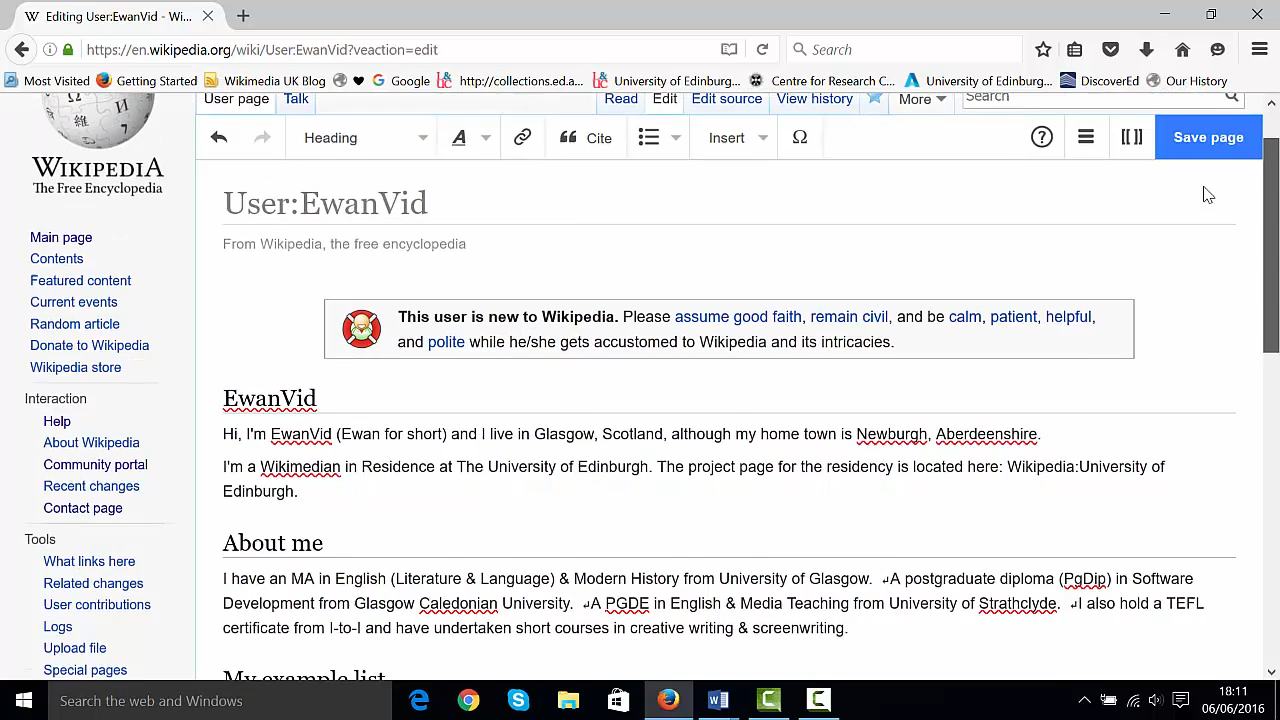 Editing User:EwanVid - Wi...
https://en.wikipedia.org/wiki/User:EwanVid?veaction=edit
Search
Most Visited Getting Started Wikimedia UK Blog Google http://collections.ed.a... University of Edinburg... Centre for Research C... University of Edinb... DiscoverEd Our History
User page Talk Read Edit Edit source View history More Search
Heading A Cite Insert Ω ? Save page
WIKIPEDIA
The Free Encyclopedia
Main page
Contents
Featured content
Current events
Random article
Donate to Wikipedia
Wikipedia store
Interaction
Help
About Wikipedia
Community portal
Recent changes
Contact page
Tools
What links here
Related changes
User contributions
Logs
Upload file
Special pages
User:EwanVid
From Wikipedia, the free encyclopedia
This user is new to Wikipedia. Please assume good faith, remain civil, and be calm, patient, helpful,
and polite while he/she gets accustomed to Wikipedia and its intricacies.
EwanVid
Hi, I'm EwanVid (Ewan for short) and I live in Glasgow, Scotland, although my home town is Newburgh, Aberdeenshire.
I'm a Wikimedian in Residence at The University of Edinburgh. The project page for the residency is located here: Wikipedia:University of
Edinburgh.
About me
I have an MA in English (Literature & Language) & Modern History from University of Glasgow. ↲A postgraduate diploma (PgDip) in Software
Development from Glasgow Caledonian University. ↲A PGDE in English & Media Teaching from University of Strathclyde. ↲I also hold a TEFL
certificate from I-to-I and have undertaken short courses in creative writing & screenwriting.
My example list
Search the web and Windows
18:11
06/06/2016